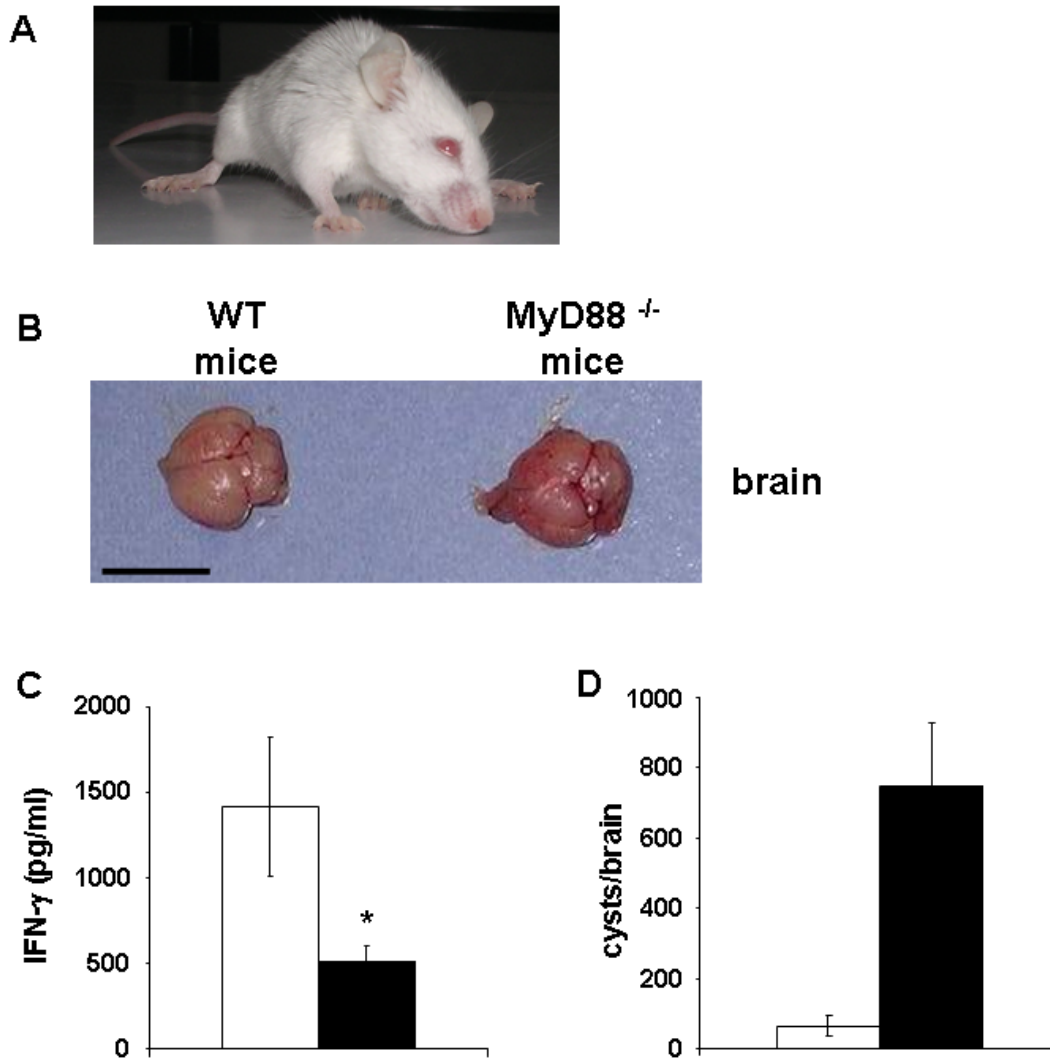 A
B
WT
mice
MyD88 -/-
mice
brain
C
2000
1500
1000
500
0
IFN-γ (pg/ml)
*
D
1000
800
600
400
200
0
cysts/brain